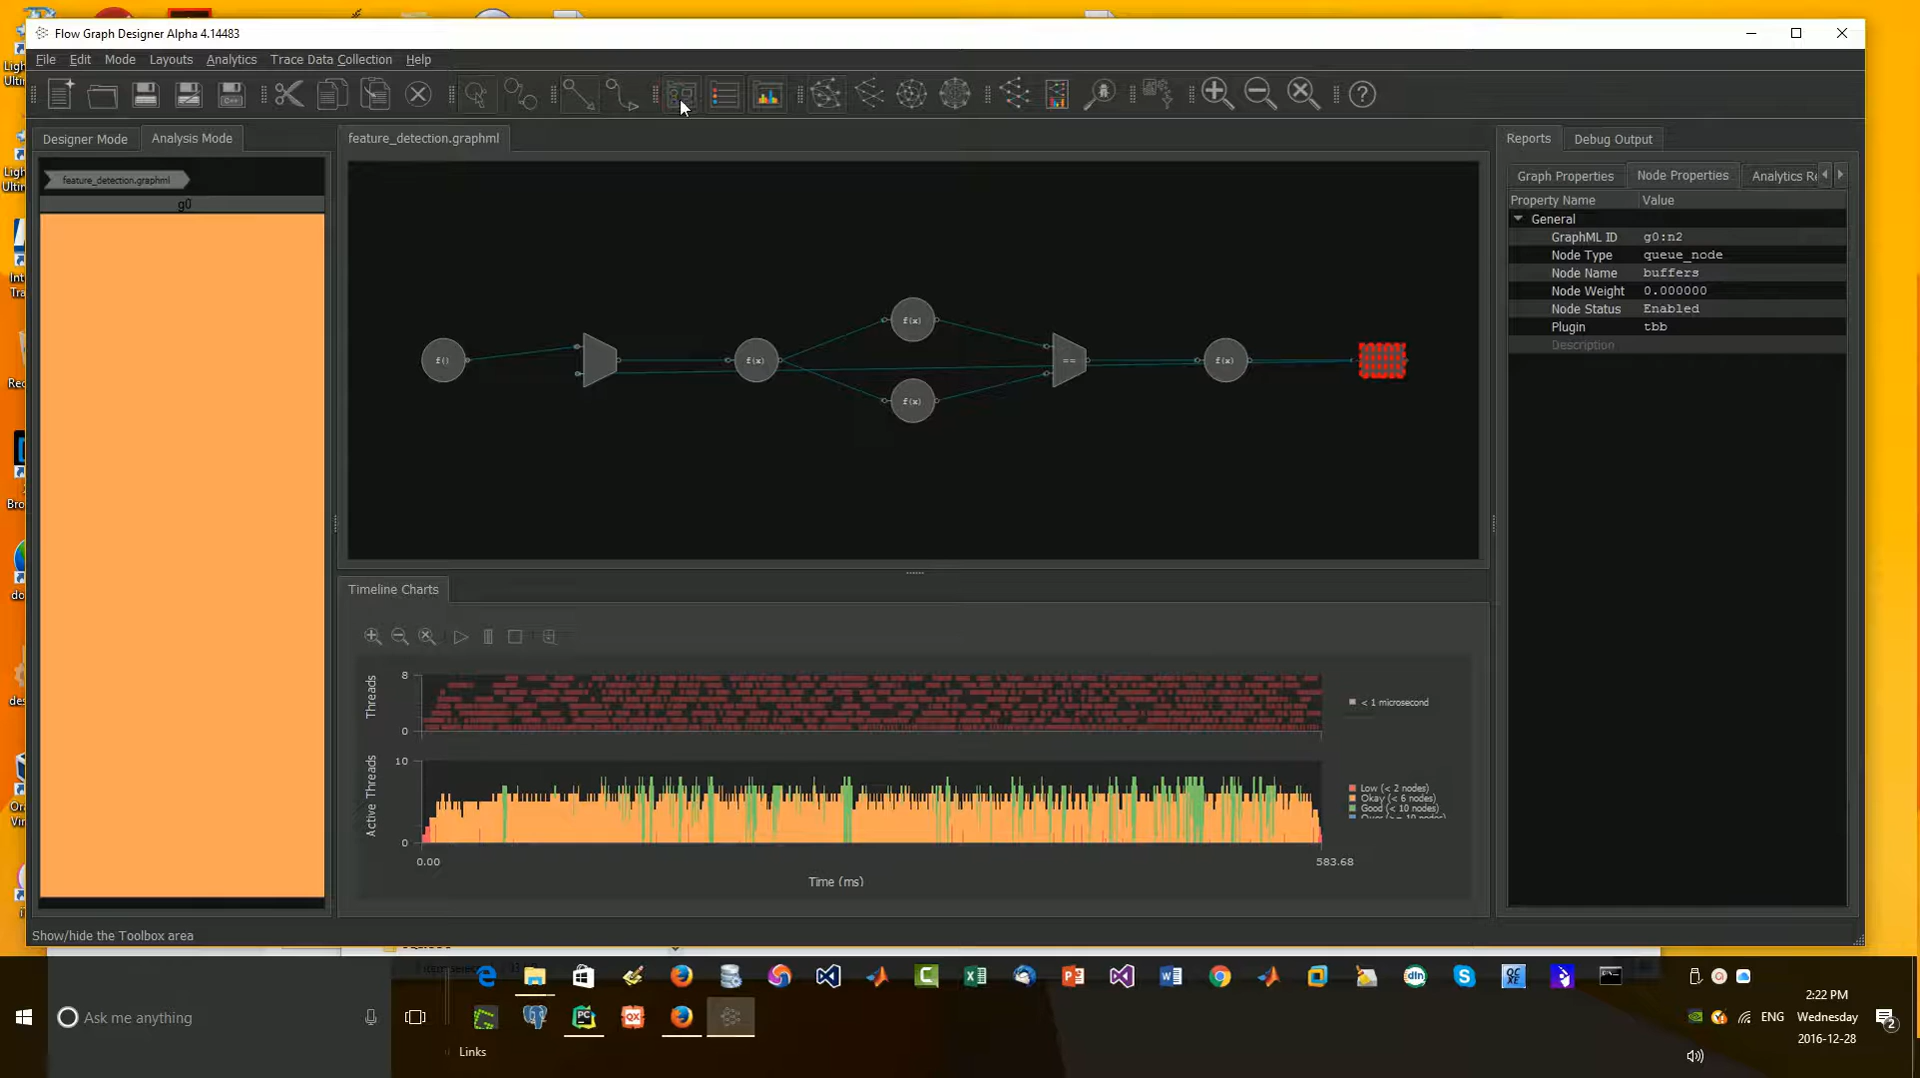 Flow Graph Designer Alpha 4.14483
File Edit Mode Layouts Analytics Trace Data Collection Help
Designer Mode Analysis Mode
feature_detection.graphml
g0
feature_detection.graphml
f()
f(x)
f(x)
f(x)
==
f(x)
Timeline Charts
Threads
8
0
< 1 microsecond
Active Threads
10
0
Low (< 2 nodes)
Okay (< 6 nodes)
Good (< 10 nodes)
0.00
583.68
Time (ms)
Reports Debug Output
Graph Properties Node Properties Analytics Re
Property Name Value
General
GraphML ID g0:n2
Node Type queue_node
Node Name buffers
Node Weight 0.000000
Node Status Enabled
Plugin tbb
Description
Show/hide the Toolbox area
Ask me anything
Links
ENG
2:22 PM
Wednesday
2016-12-28
2